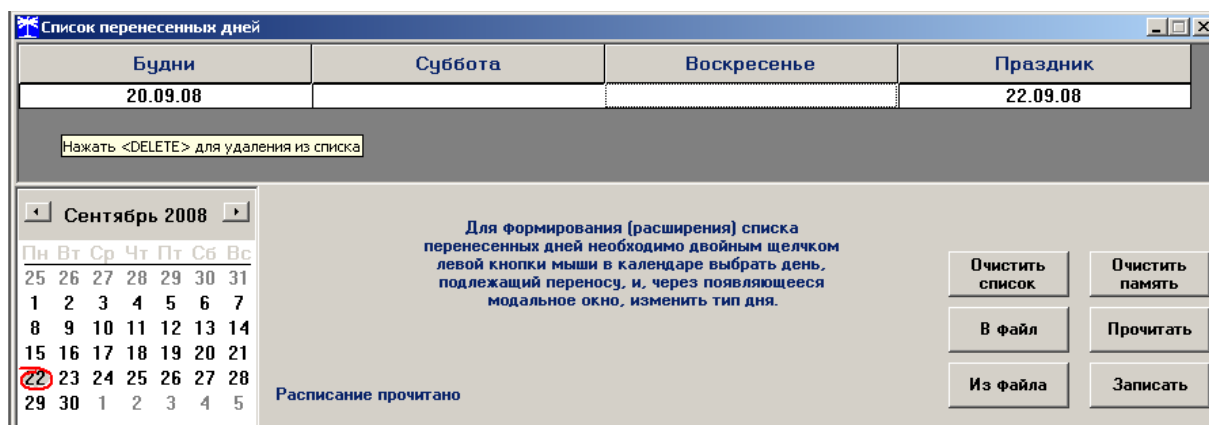 Список перенесенных дней
Будни Суббота Воскресенье Праздник
20.09.08 22.09.08
Нажать <DELETE> для удаления из списка
Сентябрь 2008
Пн Вт Ср Чт Пт Сб Вс
25 26 27 28 29 30 31
1 2 3 4 5 6 7
8 9 10 11 12 13 14
15 16 17 18 19 20 21
22 23 24 25 26 27 28
29 30 1 2 3 4 5
Для формирования (расширения) списка
перенесенных дней необходимо двойным щелчком
левой кнопки мыши в календаре выбрать день,
подлежащий переносу, и, через появляющееся
модальное окно, изменить тип дня.
Расписание прочитано
Очистить
список
Очистить
память
В файл
Прочитать
Из файла
Записать